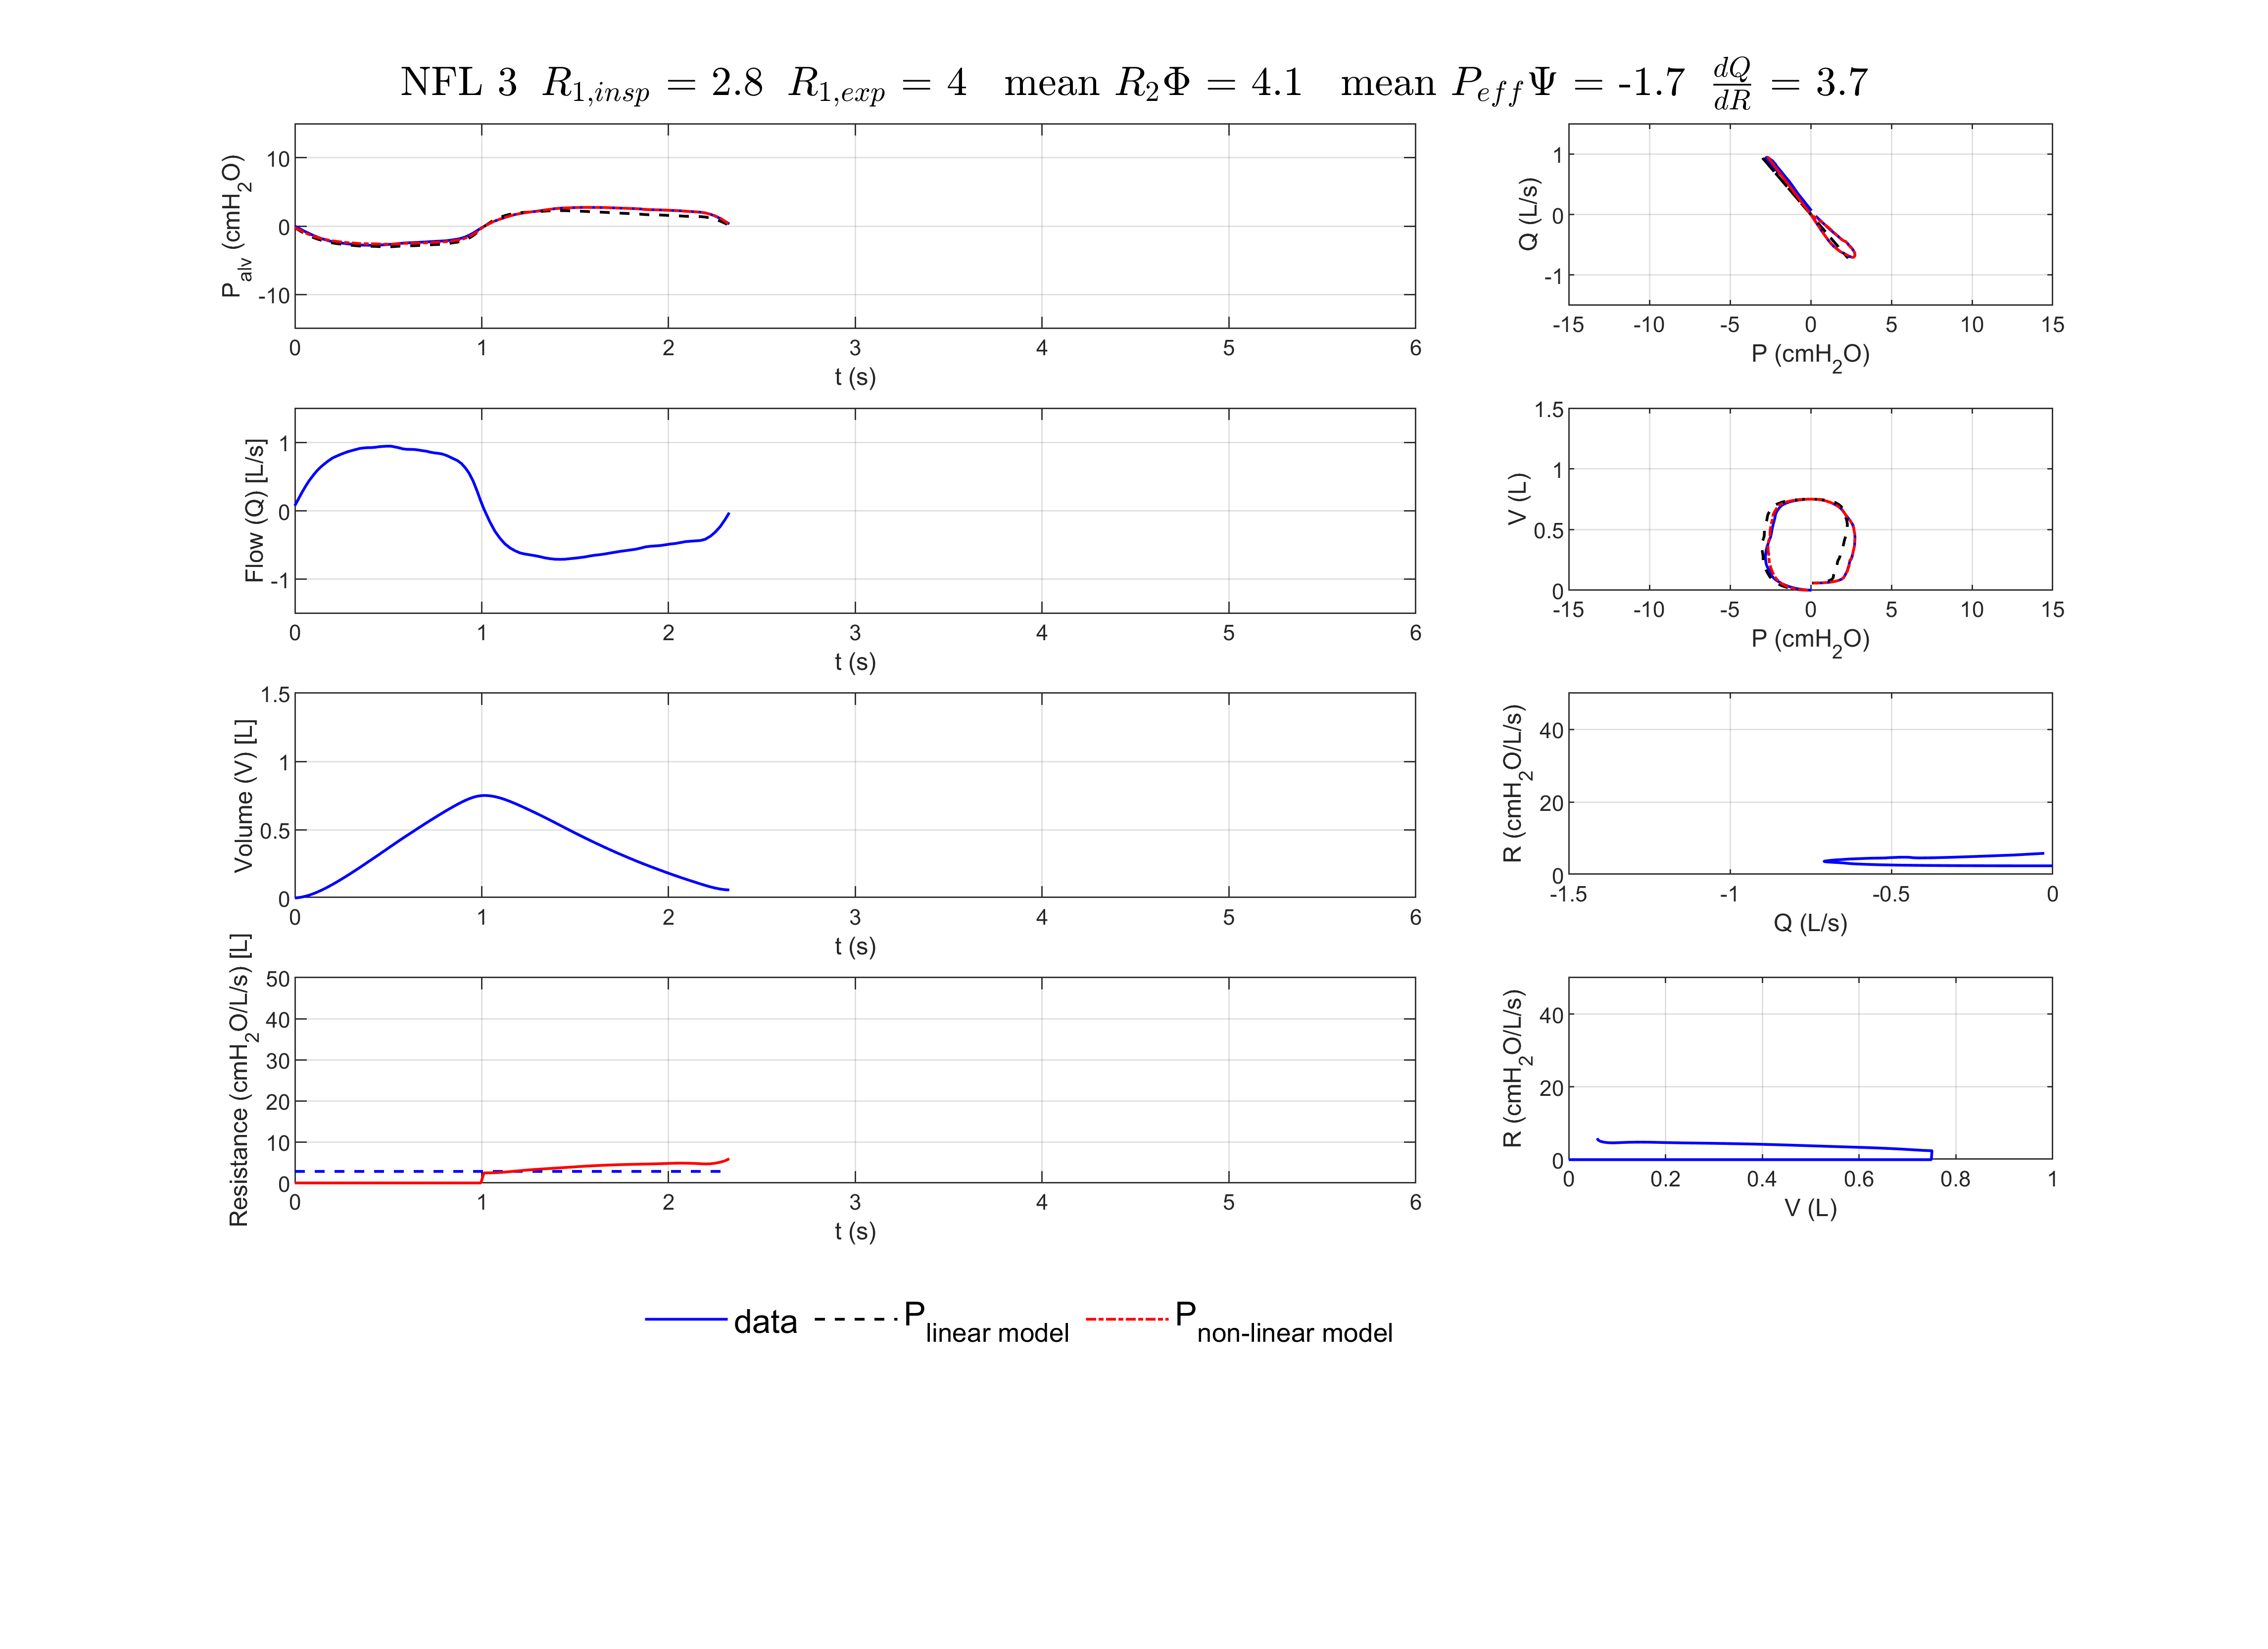 NFL 3 R1,insp = 2.8 R1,exp = 4 mean R2Φ = 4.1 mean PeffΨ = -1.7 dQ/dR = 3.7
Palv (cmH2O)
10
0
-10
0 1 2 3 4 5 6
t (s)
Q (L/s)
1
0
-1
-15 -10 -5 0 5 10 15
P (cmH2O)
Flow (Q) [L/s]
1
0
-1
0 1 2 3 4 5 6
t (s)
V (L)
1.5
1
0.5
0
-15 -10 -5 0 5 10 15
P (cmH2O)
Volume (V) [L]
1.5
1
0.5
0
0 1 2 3 4 5 6
t (s)
R (cmH2O/L/s)
40
20
0
-1.5 -1 -0.5 0
Q (L/s)
Resistance (cmH2O/L/s) [L]
50
40
30
20
10
0
0 1 2 3 4 5 6
t (s)
R (cmH2O/L/s)
40
20
0
0 0.2 0.4 0.6 0.8 1
V (L)
data Plinear model Pnon-linear model